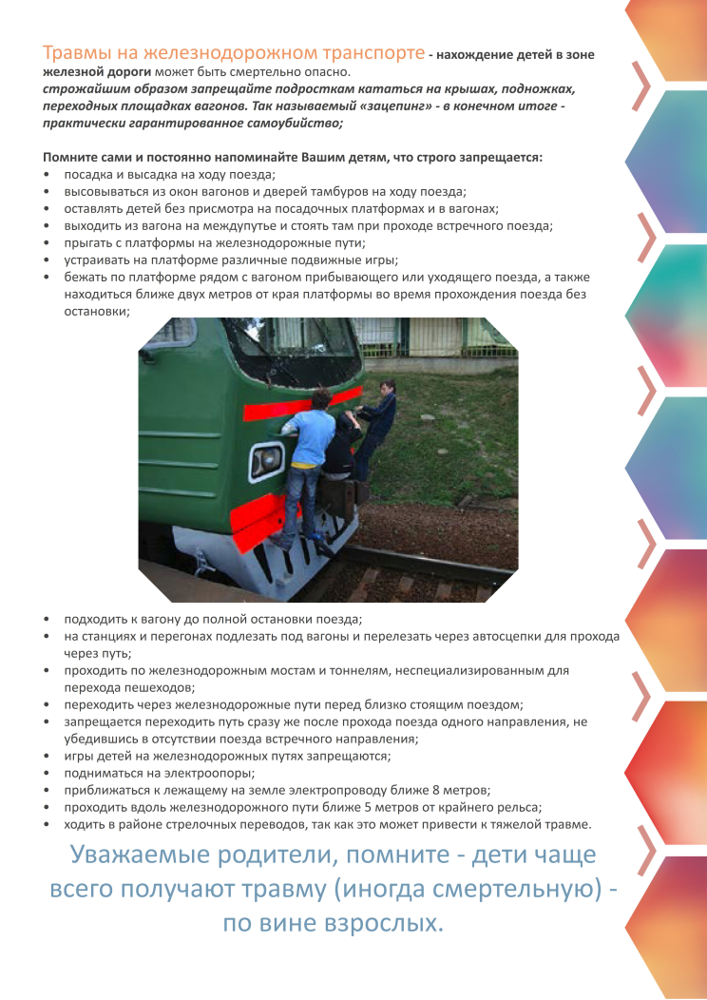 Травмы на железнодорожном транспорте - нахождение детей в зоне
железной дороги может быть смертельно опасно.
строжайшим образом запрещайте подросткам кататься на крышах, подножках,
переходных площадках вагонов. Так называемый «зацепинг» - в конечном итоге -
практически гарантированное самоубийство;
Помните сами и постоянно напоминайте Вашим детям, что строго запрещается:
• посадка и высадка на ходу поезда;
• высовываться из окон вагонов и дверей тамбуров на ходу поезда;
• оставлять детей без присмотра на посадочных платформах и в вагонах;
• выходить из вагона на междупутье и стоять там при проходе встречного поезда;
• прыгать с платформы на железнодорожные пути;
• устраивать на платформе различные подвижные игры;
• бежать по платформе рядом с вагоном прибывающего или уходящего поезда, а также
находиться ближе двух метров от края платформы во время прохождения поезда без
остановки;
• подходить к вагону до полной остановки поезда;
• на станциях и перегонах подлезать под вагоны и перелезать через автосцепки для прохода
через путь;
• проходить по железнодорожным мостам и тоннелям, неспециализированным для
перехода пешеходов;
• переходить через железнодорожные пути перед близко стоящим поездом;
• запрещается переходить путь сразу же после прохода поезда одного направления, не
убедившись в отсутствии поезда встречного направления;
• игры детей на железнодорожных путях запрещаются;
• подниматься на электроопоры;
• приближаться к лежащему на земле электропроводу ближе 8 метров;
• проходить вдоль железнодорожного пути ближе 5 метров от крайнего рельса;
• ходить в районе стрелочных переводов, так как это может привести к тяжелой травме.
Уважаемые родители, помните - дети чаще
всего получают травму (иногда смертельную) -
по вине взрослых.